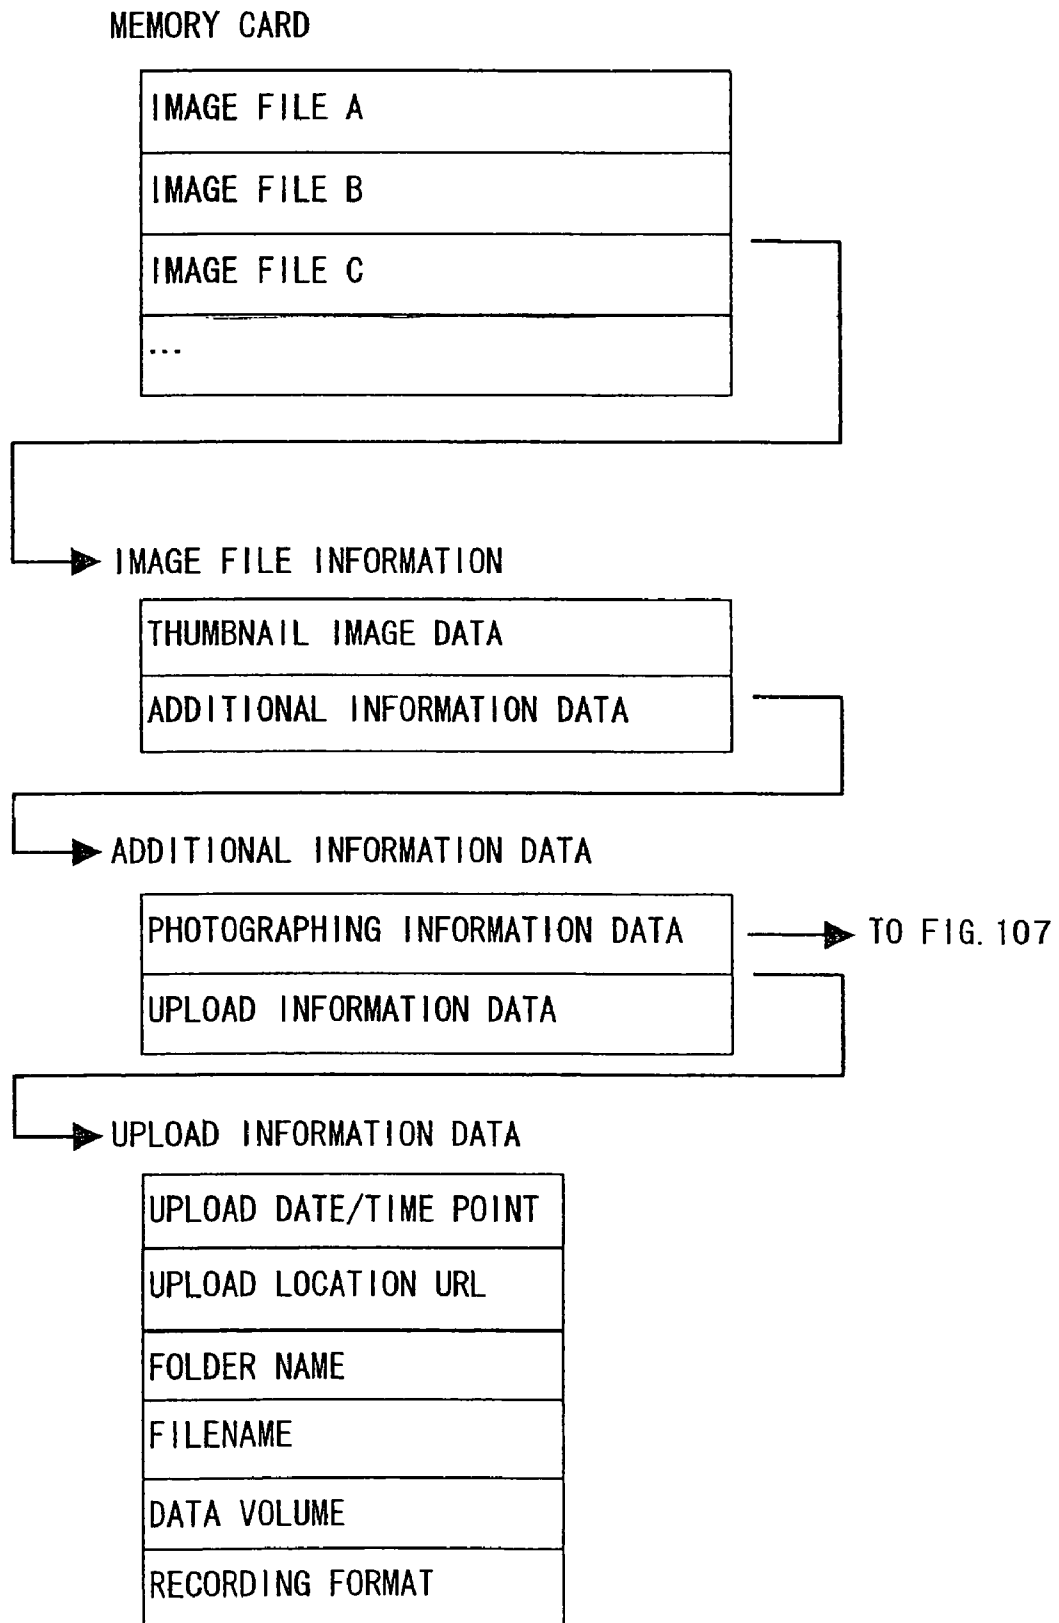 MEMORY CARD
IMAGE FILE A
IMAGE FILE B
IMAGE FILE C
...
IMAGE FILE INFORMATION
THUMBNAIL IMAGE DATA
ADDITIONAL INFORMATION DATA
ADDITIONAL INFORMATION DATA
PHOTOGRAPHING INFORMATION DATA
TO FIG. 107
UPLOAD INFORMATION DATA
UPLOAD INFORMATION DATA
UPLOAD DATE/TIME POINT
UPLOAD LOCATION URL
FOLDER NAME
FILENAME
DATA VOLUME
RECORDING FORMAT